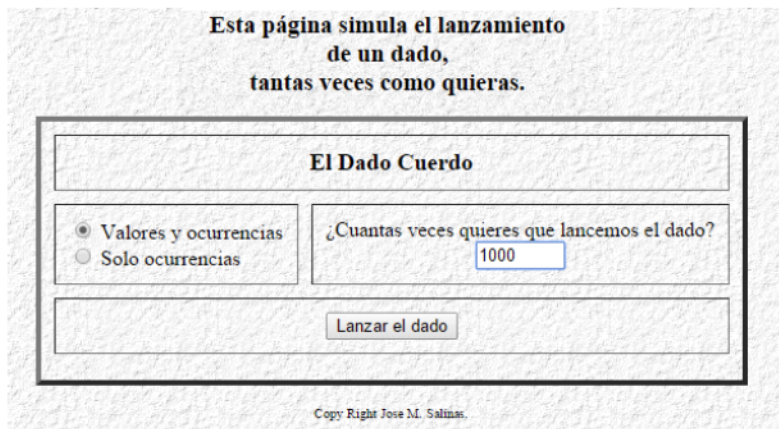 Esta página simula el lanzamiento
de un dado,
tantas veces como quieras.
El Dado Cuerdo
Valores y ocurrencias
Solo ocurrencias
¿Cuantas veces quieres que lancemos el dado?
1000
Lanzar el dado
Copy Right Jose M. Salinas.